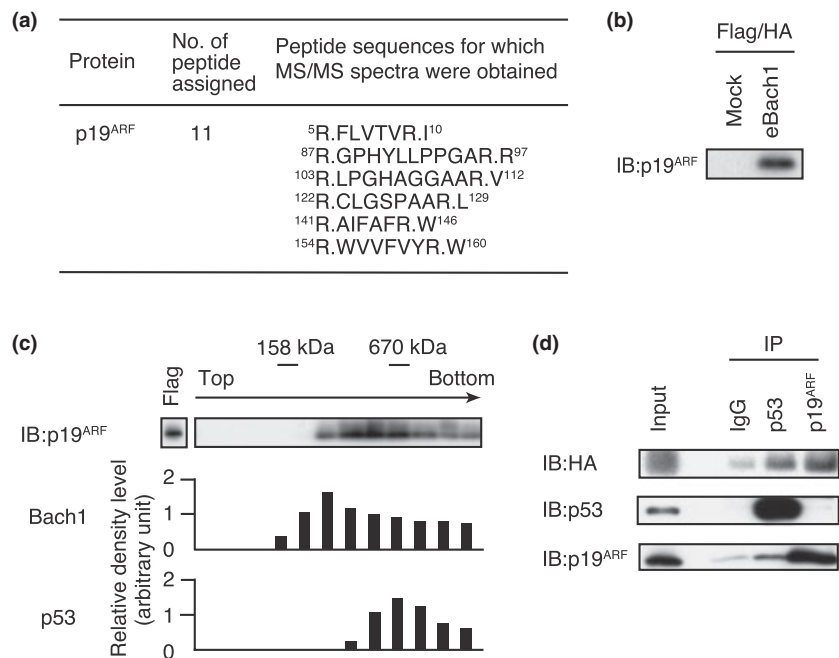 (a)
Protein
No. of
peptide
assigned
Peptide sequences for which
MS/MS spectra were obtained
p19ARF
11
5R.FLVTVR.I10
87R.GPHYLLPPGAR.R97
103R.LPGHAGGAAR.V112
122R.CLGSPAAR.L129
141R.AIFAFR.W146
154R.WVVFVYR.W160
(b)
Flag/HA
Mock
eBach1
IB:p19ARF
(c)
158 kDa
670 kDa
Flag
Top
Bottom
IB:p19ARF
Bach1
2
1
0
p53
2
1
0
Relative density level
(arbitrary unit)
(d)
IP
Input
IgG
p53
p19ARF
IB:HA
IB:p53
IB:p19ARF